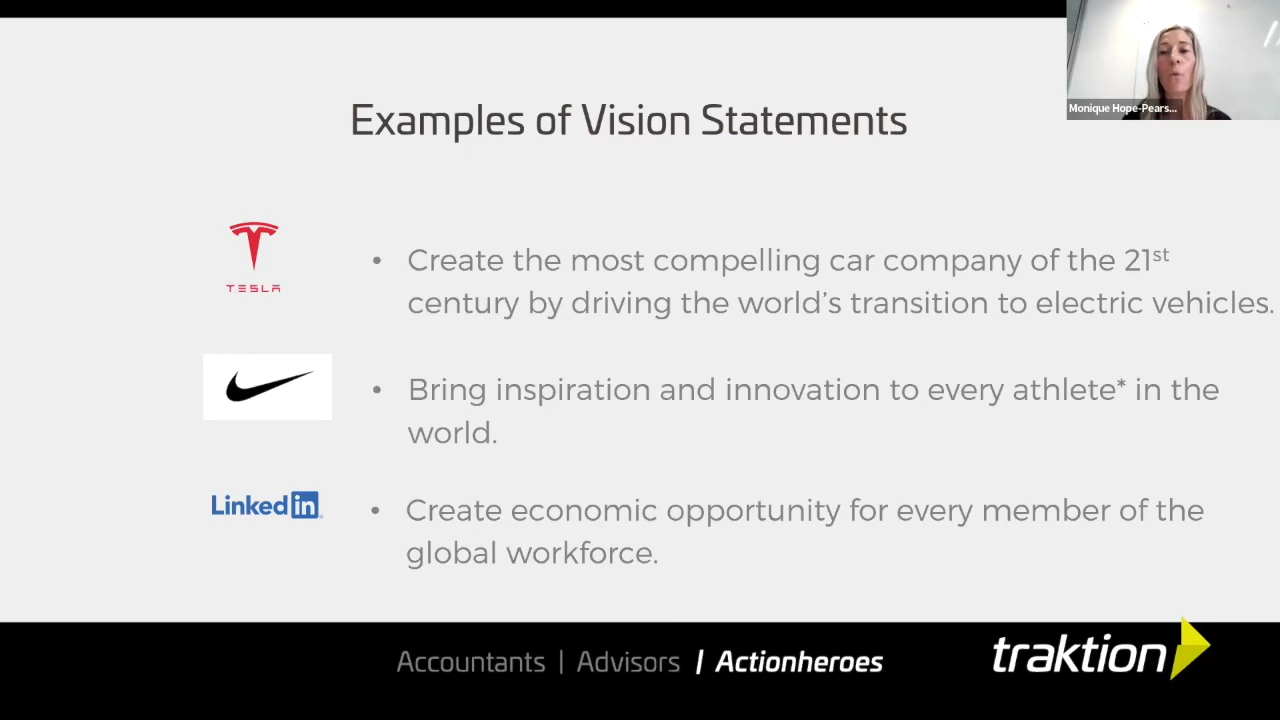 Monique Hope-Pears...
Examples of Vision Statements
TESLA
• Create the most compelling car company of the 21st
century by driving the world’s transition to electric vehicles.
• Bring inspiration and innovation to every athlete* in the
world.
LinkedIn
• Create economic opportunity for every member of the
global workforce.
Accountants | Advisors | Actionheroes
traktion